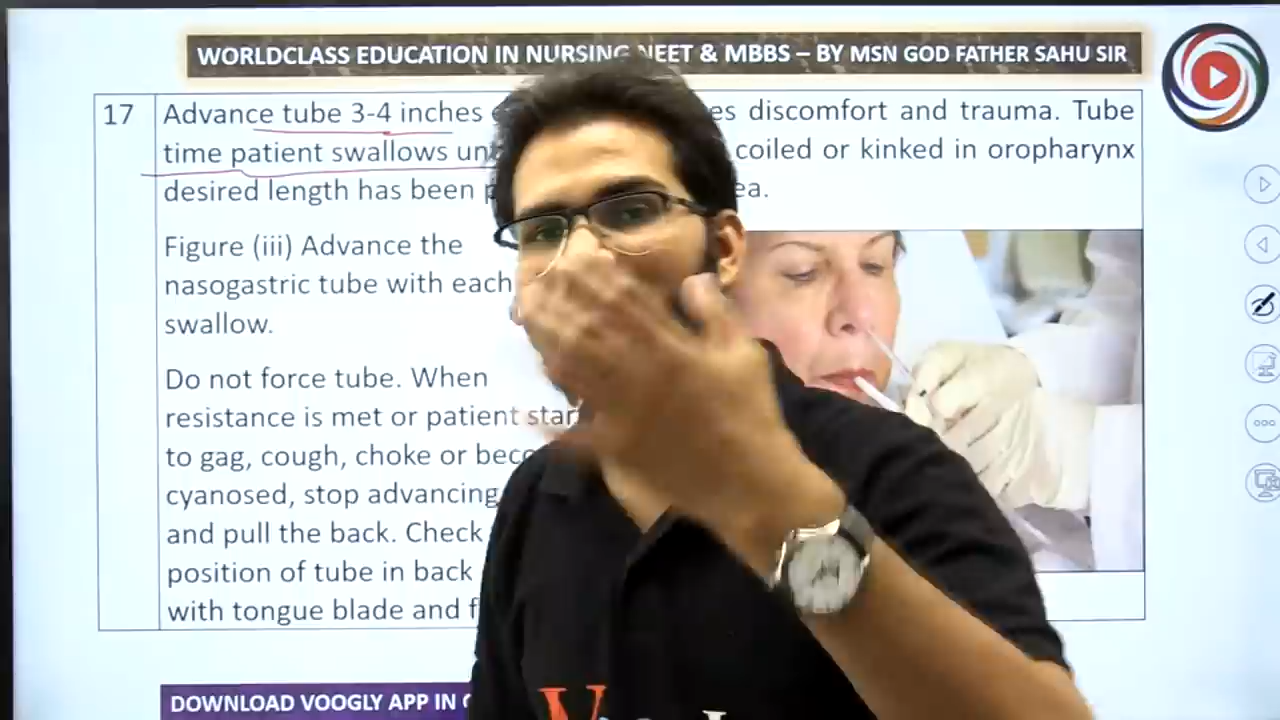 WORLDCLASS EDUCATION IN NURSING NEET & MBBS – BY MSN GOD FATHER SAHU SIR
17
Advance tube 3-4 inches es discomfort and trauma. Tube
time patient swallows unt coiled or kinked in oropharynx
desired length has been p ea.
Figure (iii) Advance the
nasogastric tube with each
swallow.
Do not force tube. When
resistance is met or patient star
to gag, cough, choke or beco
cyanosed, stop advancing
and pull the back. Check
position of tube in back
with tongue blade and f
DOWNLOAD VOOGLY APP IN
V